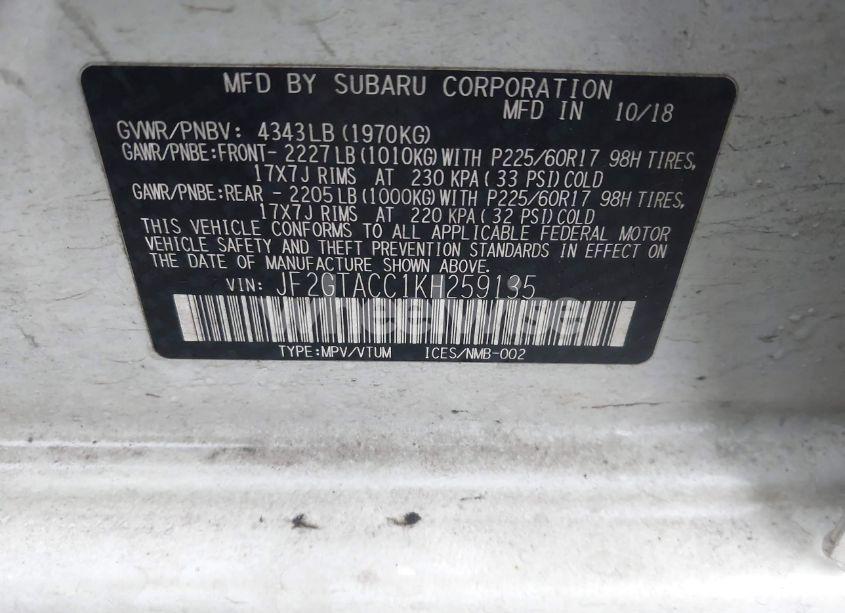 MFD BY SUBARU CORPORATION
MFD IN 10/18
GVWR/PNBV: 4343LB(1970KG)
GAWR/PNBE:FRONT- 2227LB(1010KG)WITH P225/60R17 98H TIRES,
17X7J RIMS AT 230 KPA( 33 PSI)COLD
GAWR/PNBE:REAR - 2205LB(1000KG)WITH P225/60R17 98H TIRES,
17X7J RIMS AT 220 KPA( 32 PSI)COLD
THIS VEHICLE CONFORMS TO ALL APPLICABLE FEDERAL MOTOR
VEHICLE SAFETY AND THEFT PREVENTION STANDARDS IN EFFECT ON
THE DATE OF MANUFACTURE SHOWN ABOVE.
VIN: JF2GTACC1KH259135
TYPE:MPV/VTUM ICES/NMB-002